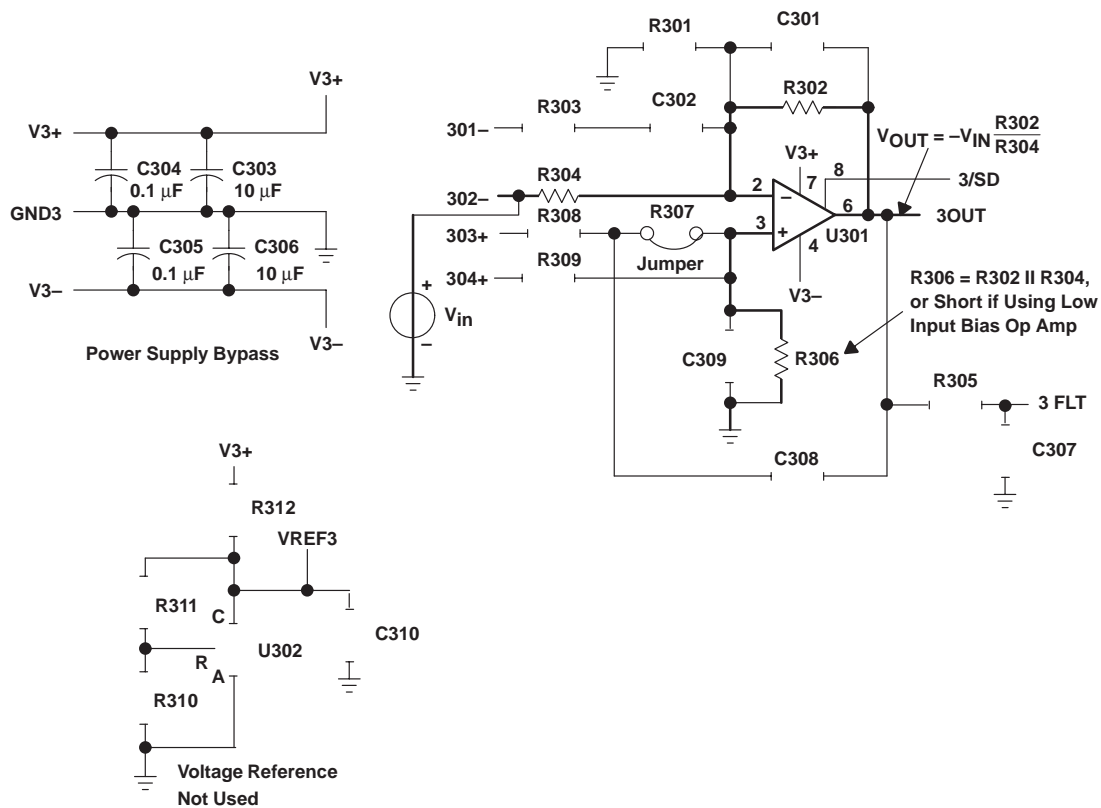 R301
C301
V3+
R302
R303
C302
V3+
301–
C304
C303
0.1 μF
10 μF
VOUT = –VIN R302
R304
R304
V3+
7
8
3/SD
302–
2
–
GND3
R308
R307
6
3OUT
303+
3
+
U301
C305
C306
R309
4
0.1 μF
10 μF
304+
Jumper
V3–
V3–
+
Vin
–
R306 = R302 II R304,
or Short if Using Low
Input Bias Op Amp
V3–
Power Supply Bypass
C309
R306
R305
3 FLT
C307
C308
V3+
R312
VREF3
R311
C
C310
U302
R
A
R310
Voltage Reference
Not Used